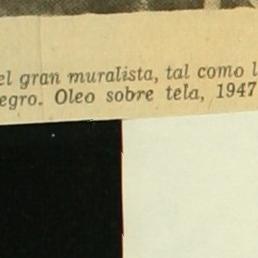 el gran muralista, tal como l
egro. Oleo sobre tela, 1947